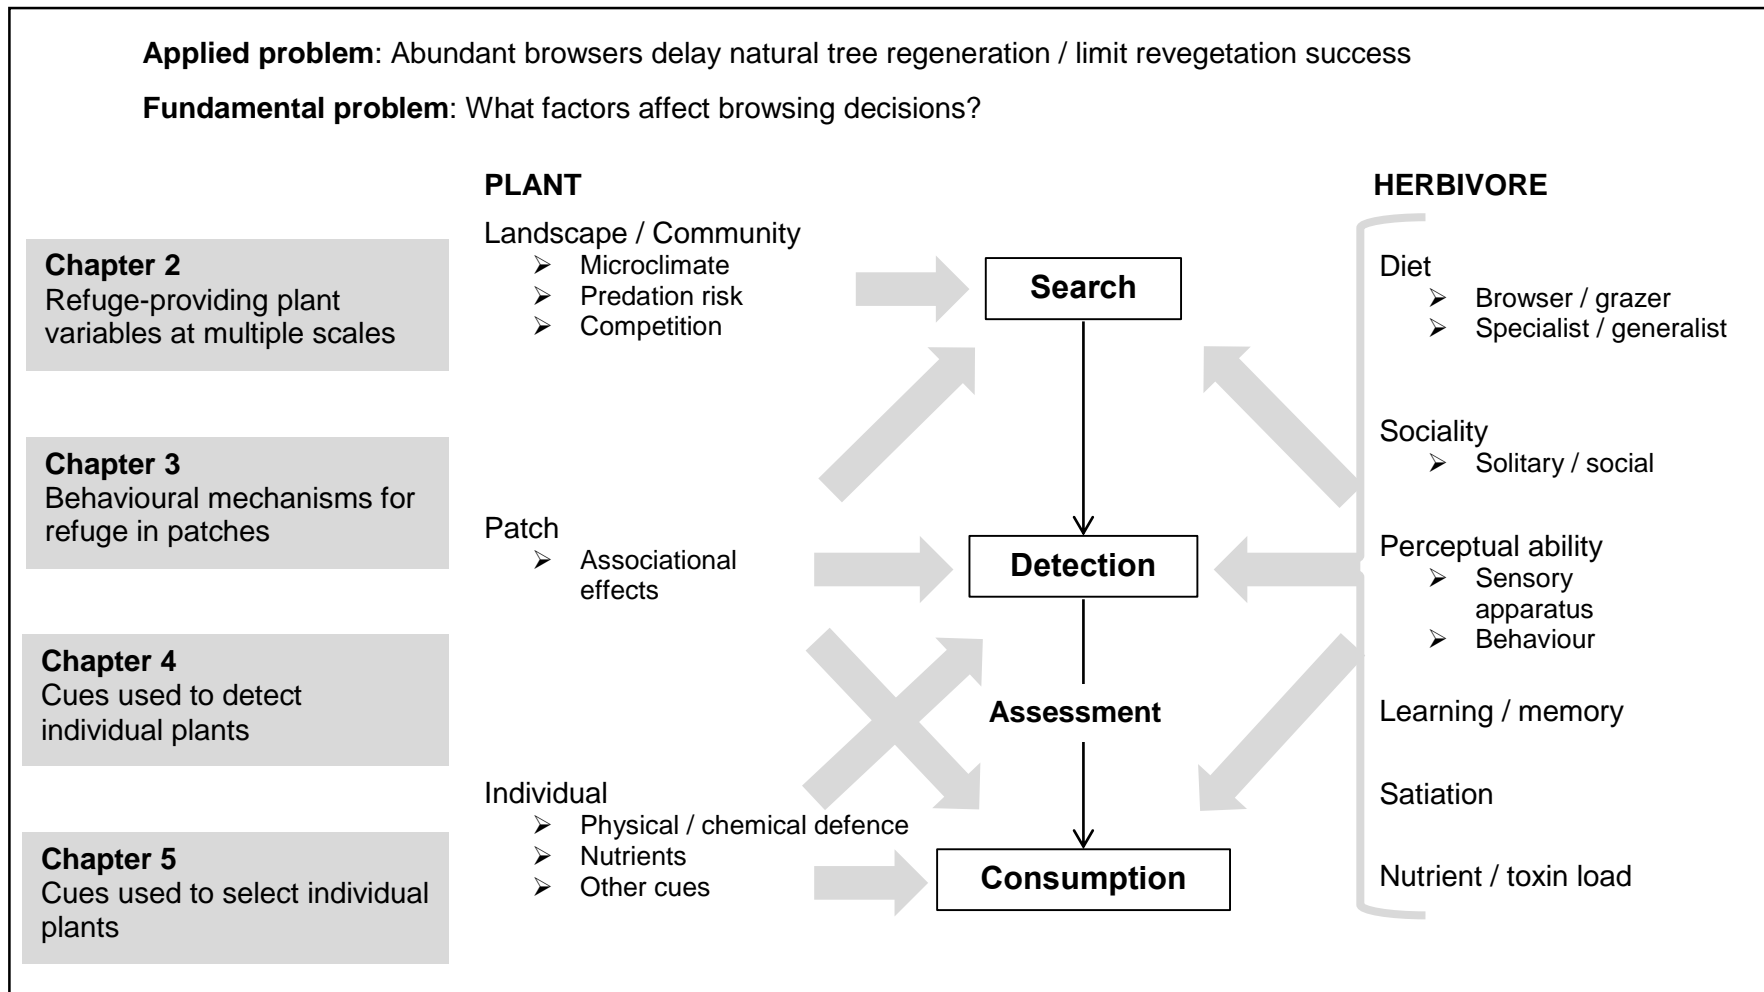 Applied problem: Abundant browsers delay natural tree regeneration / limit revegetation success
Fundamental problem: What factors affect browsing decisions?
Chapter 2
Refuge-providing plant
variables at multiple scales
Chapter 3
Behavioural mechanisms for
refuge in patches
Chapter 4
Cues used to detect
individual plants
Chapter 5
Cues used to select individual
plants
PLANT
Landscape / Community
➢ Microclimate
➢ Predation risk
➢ Competition
Patch
➢ Associational
effects
Individual
➢ Physical / chemical defence
➢ Nutrients
➢ Other cues
Search
Detection
Assessment
Consumption
HERBIVORE
Diet
➢ Browser / grazer
➢ Specialist / generalist
Sociality
➢ Solitary / social
Perceptual ability
➢ Sensory
apparatus
➢ Behaviour
Learning / memory
Satiation
Nutrient / toxin load